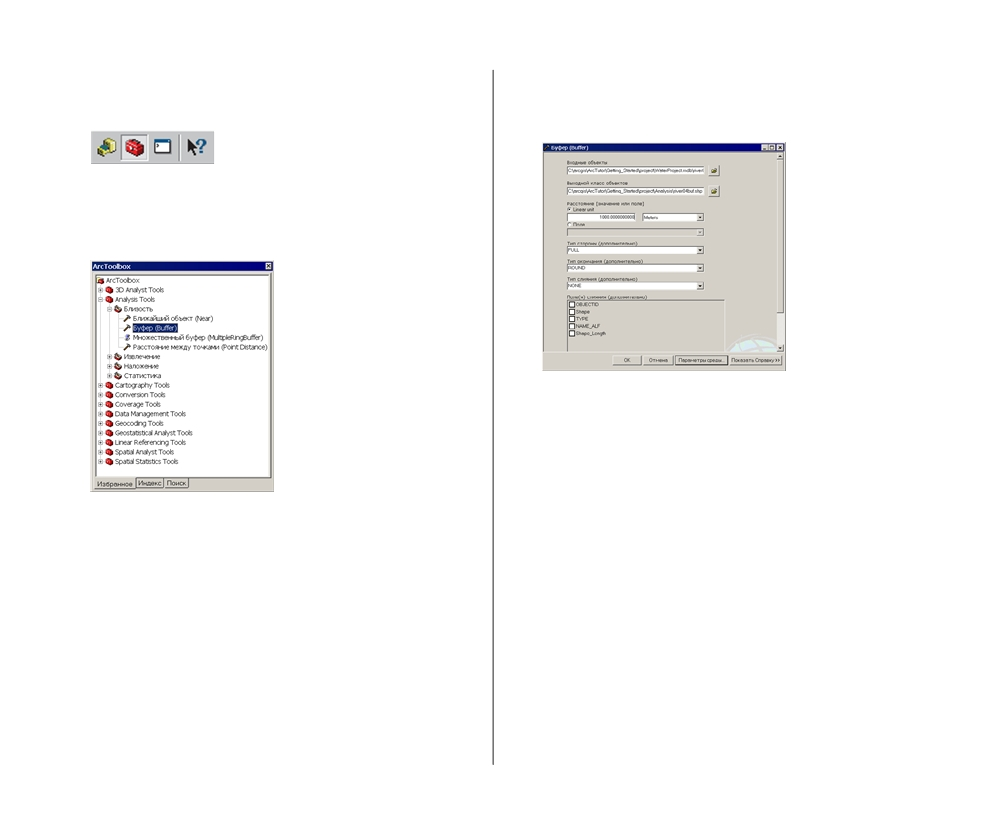 ArcToolbox
ArcToolbox
3D Analyst Tools
Analysis Tools
Близость
Ближайший объект (Near)
Буфер (Buffer)
Множественный буфер (MultipleRingBuffer)
Расстояние между точками (Point Distance)
Извлечение
Наложение
Статистика
Cartography Tools
Conversion Tools
Coverage Tools
Data Management Tools
Geocoding Tools
Geostatistical Analyst Tools
Linear Referencing Tools
Spatial Analyst Tools
Spatial Statistics Tools
Избранное Индекс Поиск
Буфер (Buffer)
Входные объекты
C:\arcgis\ArcTutor\Getting_Started\project\WaterProject.mdb\river
Выходной класс объектов
C:\arcgis\ArcTutor\Getting_Started\project\Analysis\river04buf.shp
Расстояние [значение или поле]
Linear unit
Meters
Поле
Тип стороны (дополнительно)
FULL
Тип окончания (дополнительно)
ROUND
Тип слияния (дополнительно)
NONE
Поле(я) слияния (дополнительно)
OBJECTID
Shape
TYPE
NAME_ALF
Shape_Length
OK Отмена Параметры среды... Показать Справку >>